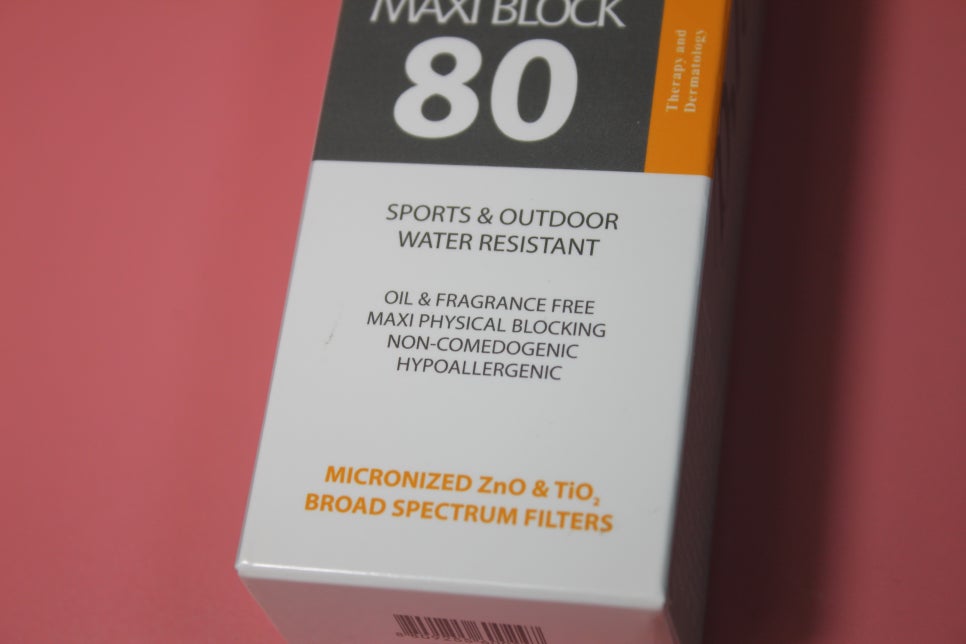 MAXI BLOCK
80
Therapy and
Dermatology
SPORTS & OUTDOOR
WATER RESISTANT
OIL & FRAGRANCE FREE
MAXI PHYSICAL BLOCKING
NON-COMEDOGENIC
HYPOALLERGENIC
MICRONIZED ZnO & TiO₂
BROAD SPECTRUM FILTERS